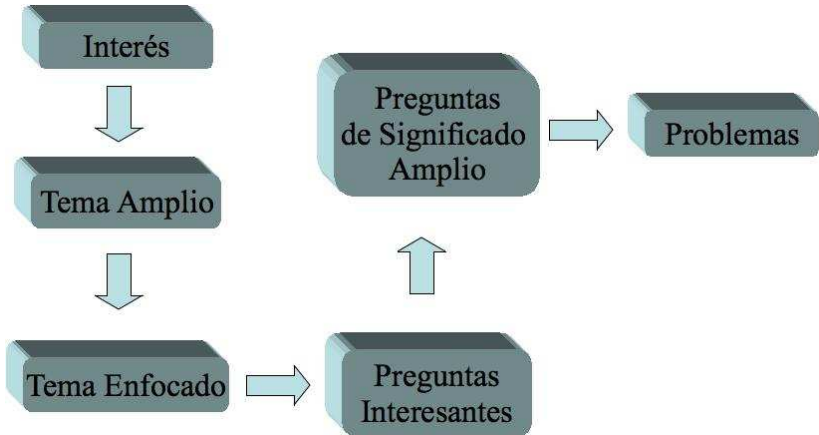 Interés
Tema Amplio
Tema Enfocado
Preguntas
Interesantes
Preguntas
de Significado
Amplio
Problemas